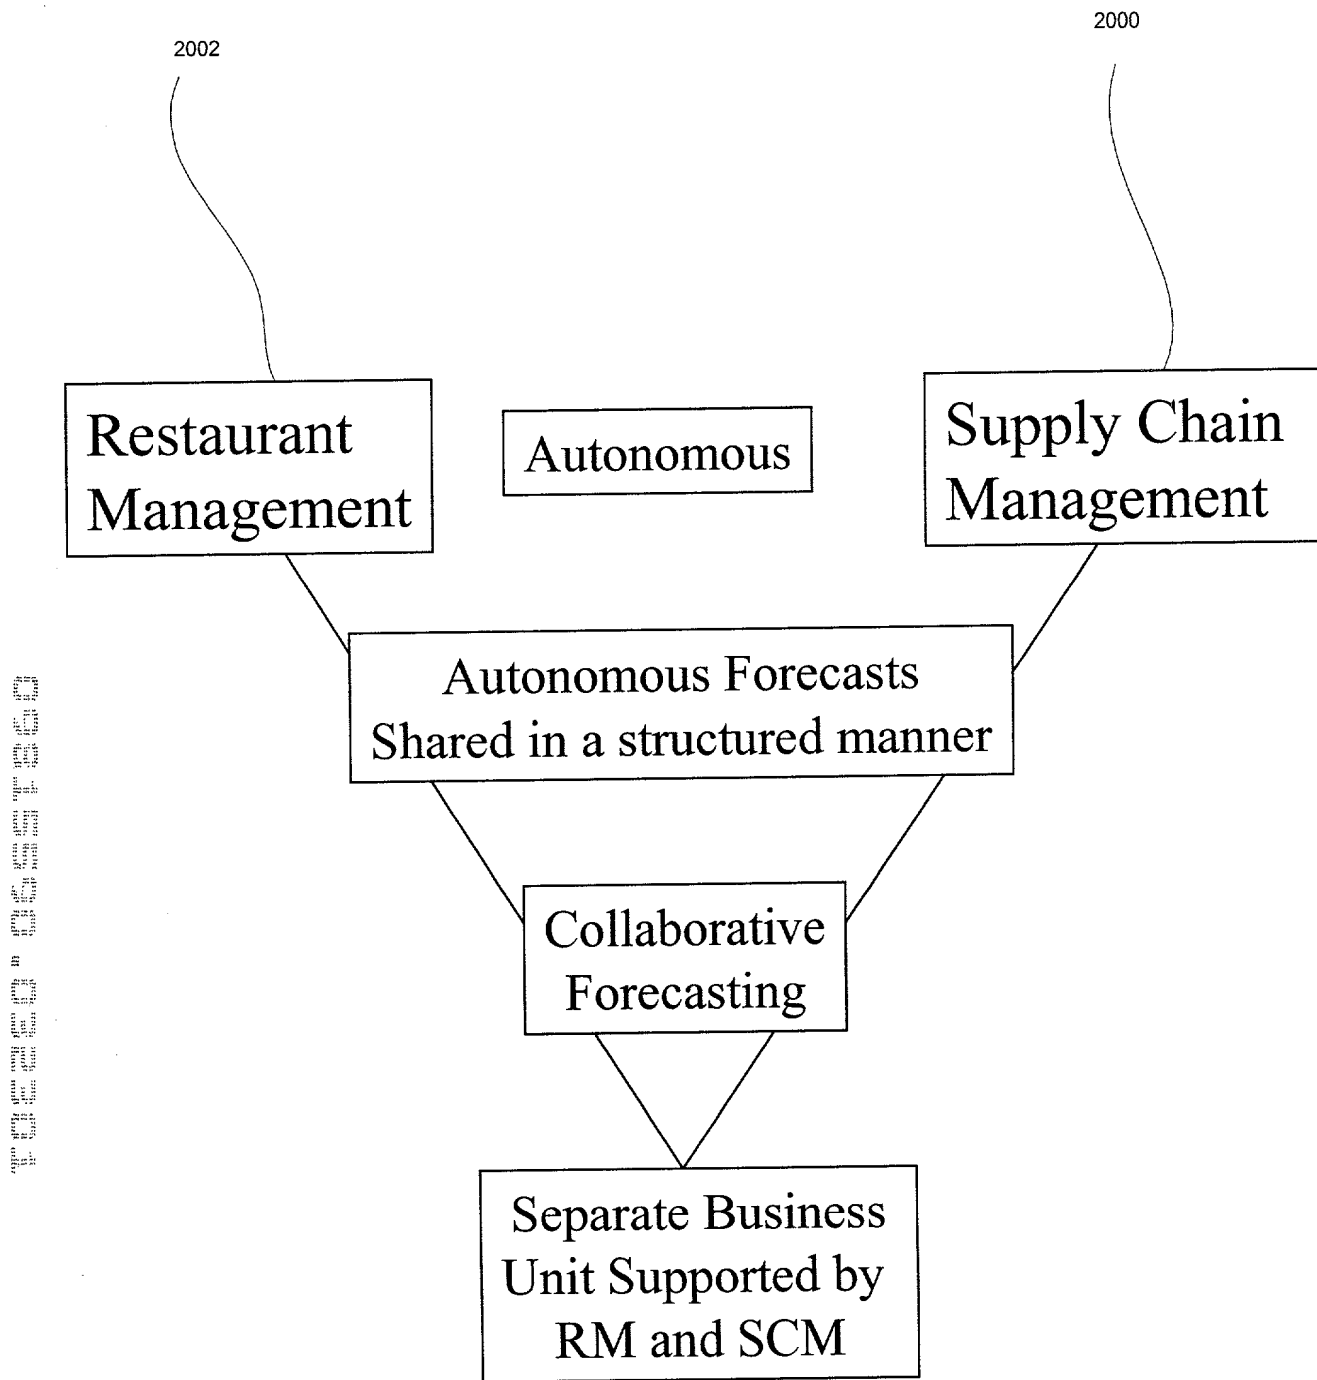 2002
2000
Restaurant
Management
Autonomous
Supply Chain
Management
Autonomous Forecasts
Shared in a structured manner
Collaborative
Forecasting
Separate Business
Unit Supported by
RM and SCM